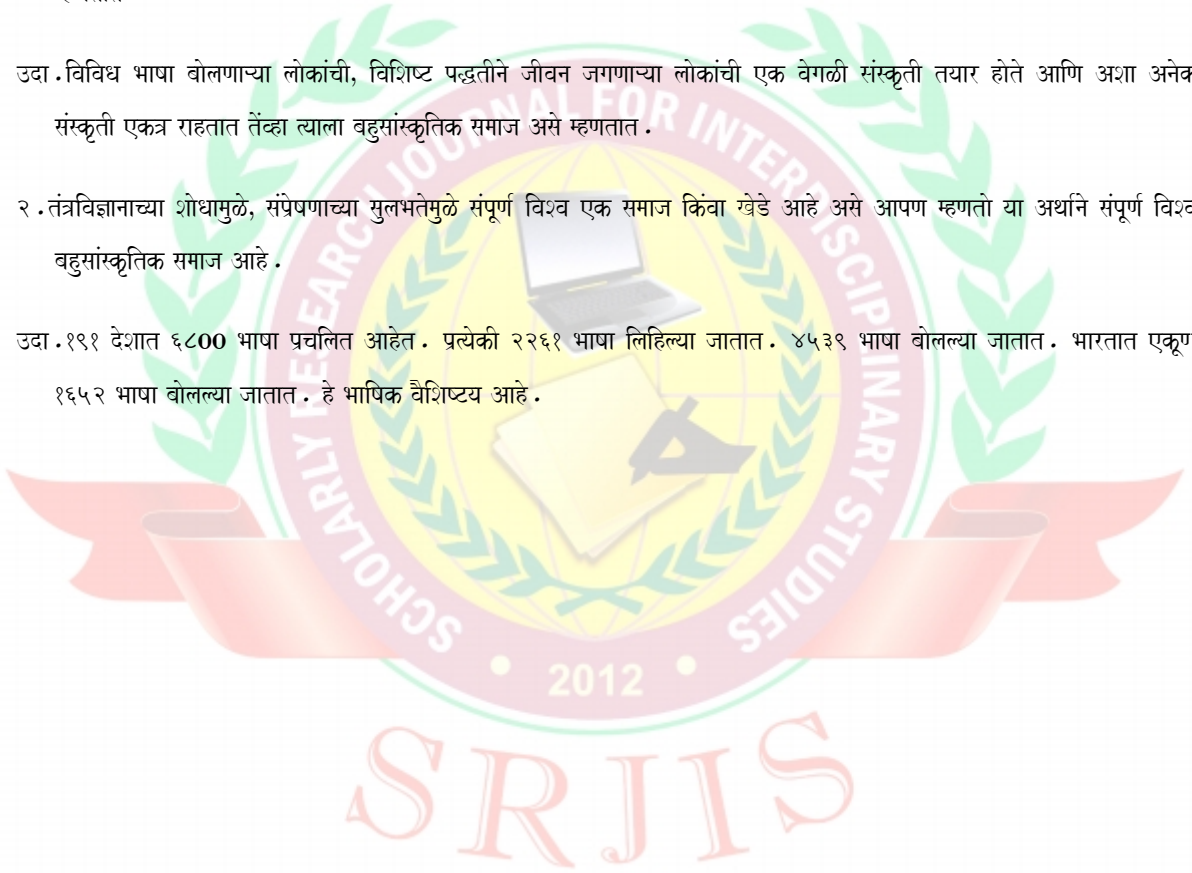 उदा.विविध भाषा बोलणाऱ्या लोकांची, विशिष्ट पद्धतीने जीवन जगणाऱ्या लोकांची एक वेगळी संस्कृती तयार होते आणि अशा अनेक
संस्कृती एकत्र राहतात तेंव्हा त्याला बहुसांस्कृतिक समाज असे म्हणतात.
२.तंत्रविज्ञानाच्या शोधामुळे, संप्रेषणाच्या सुलभतेमुळे संपूर्ण विश्व एक समाज किंवा खेडे आहे असे आपण म्हणतो या अर्थाने संपूर्ण विश्व
बहुसांस्कृतिक समाज आहे.
उदा.१९१ देशात ६८00 भाषा प्रचलित आहेत. प्रत्येकी २२६१ भाषा लिहिल्या जातात. ४५३९ भाषा बोलल्या जातात. भारतात एकूण
१६५२ भाषा बोलल्या जातात. हे भाषिक वैशिष्टय आहे.
SCHOLARLY RESEARCH JOURNAL FOR INTERDISCIPLINARY STUDIES
• 2012 •
SRJIS